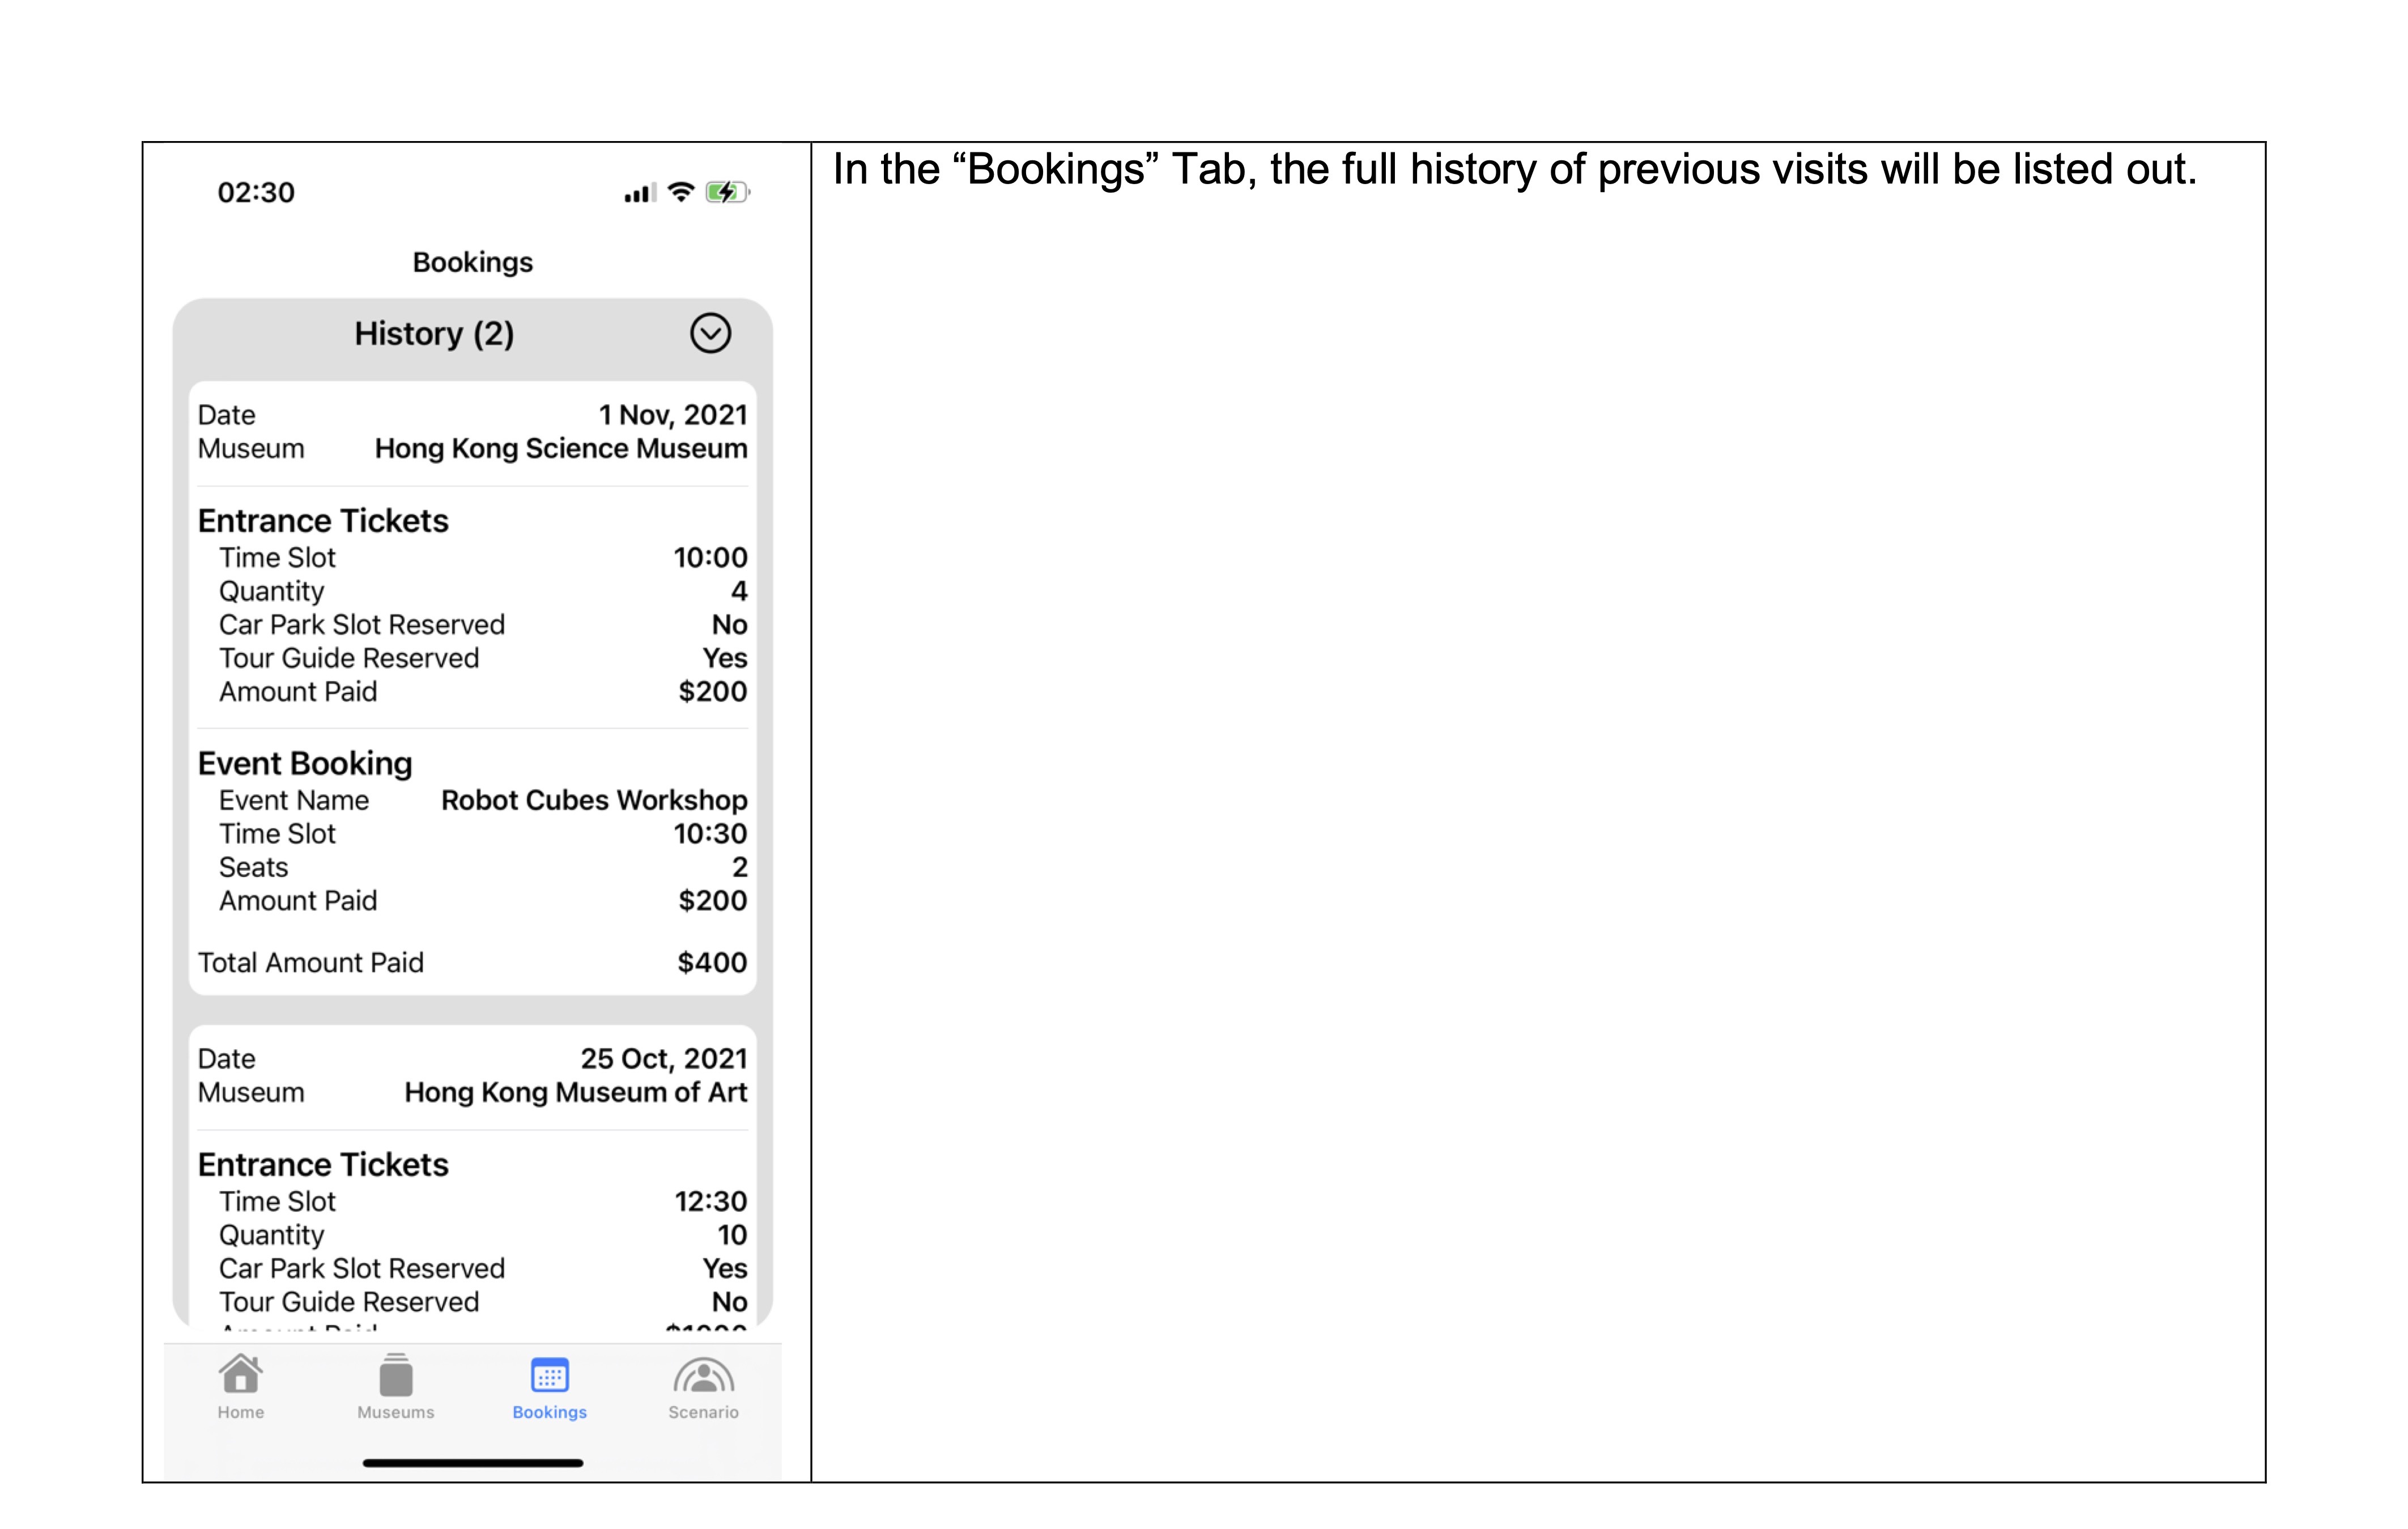 02:30
Bookings
History (2)
Date 1 Nov, 2021
Museum Hong Kong Science Museum
Entrance Tickets
Time Slot 10:00
Quantity 4
Car Park Slot Reserved No
Tour Guide Reserved Yes
Amount Paid $200
Event Booking
Event Name Robot Cubes Workshop
Time Slot 10:30
Seats 2
Amount Paid $200
Total Amount Paid $400
Date 25 Oct, 2021
Museum Hong Kong Museum of Art
Entrance Tickets
Time Slot 12:30
Quantity 10
Car Park Slot Reserved Yes
Tour Guide Reserved No
Home Museums Bookings Scenario
In the “Bookings” Tab, the full history of previous visits will be listed out.